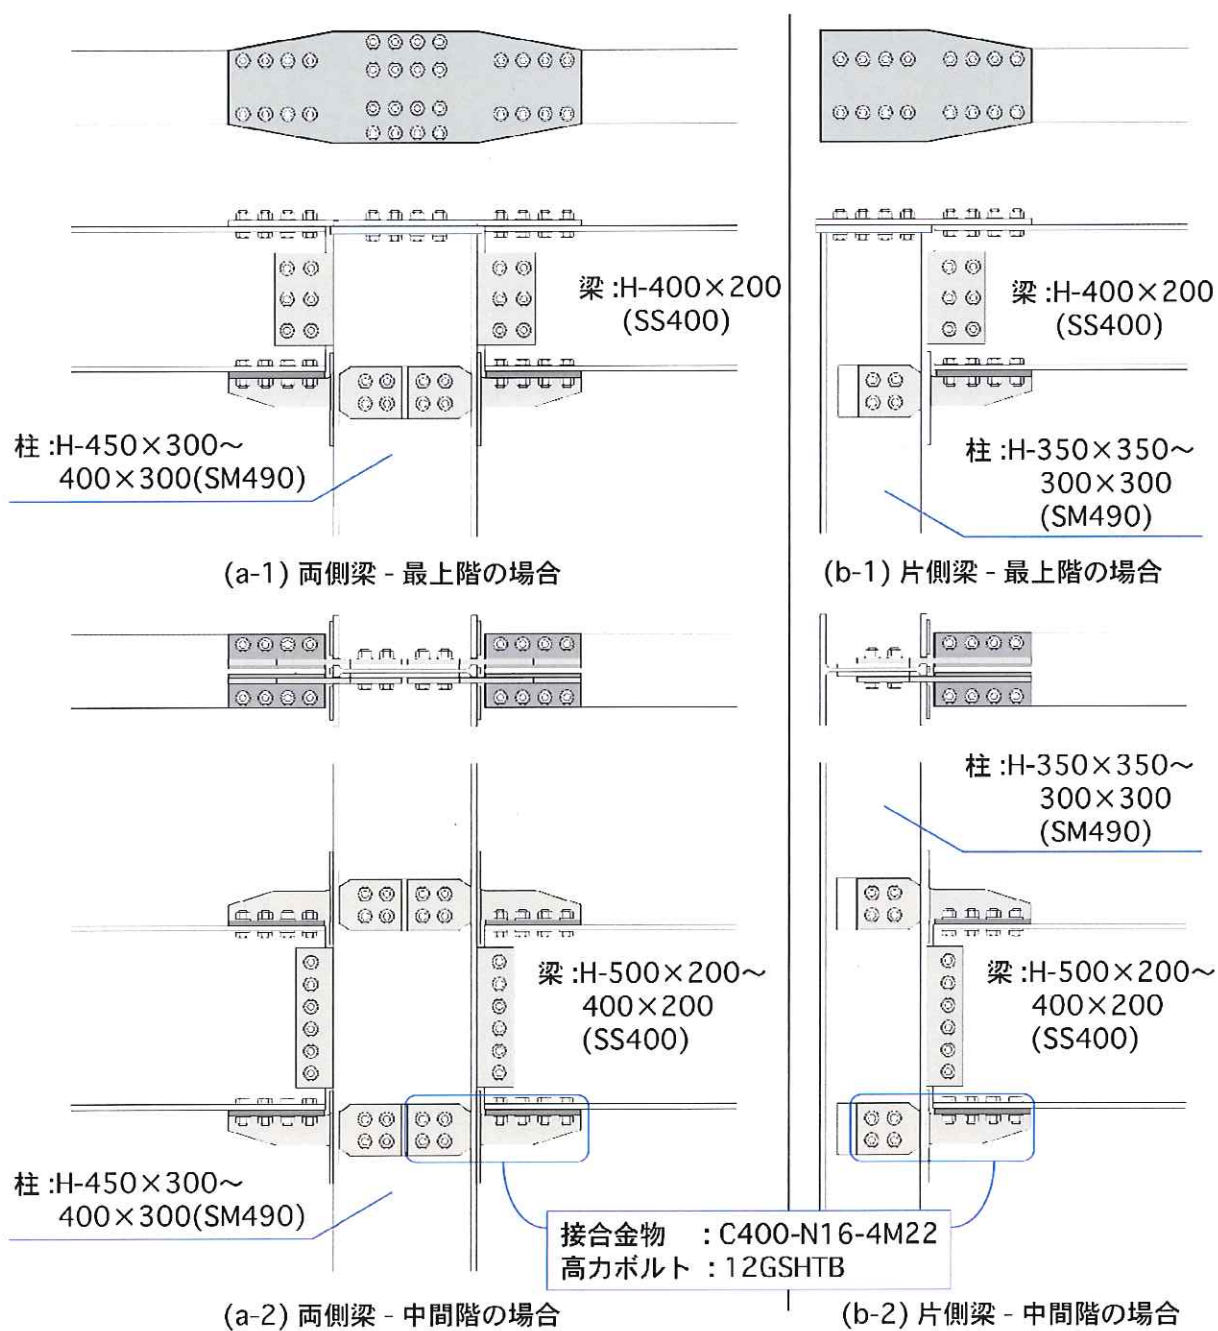 梁:H-400×200
(SS400)
柱:H-450×300～
400×300(SM490)
(a-1) 両側梁 - 最上階の場合
梁:H-400×200
(SS400)
柱:H-350×350～
300×300
(SM490)
(b-1) 片側梁 - 最上階の場合
梁:H-500×200～
400×200
(SS400)
柱:H-450×300～
400×300(SM490)
(a-2) 両側梁 - 中間階の場合
柱:H-350×350～
300×300
(SM490)
梁:H-500×200～
400×200
(SS400)
接合金物 : C400-N16-4M22
高力ボルト : 12GSHTB
(b-2) 片側梁 - 中間階の場合